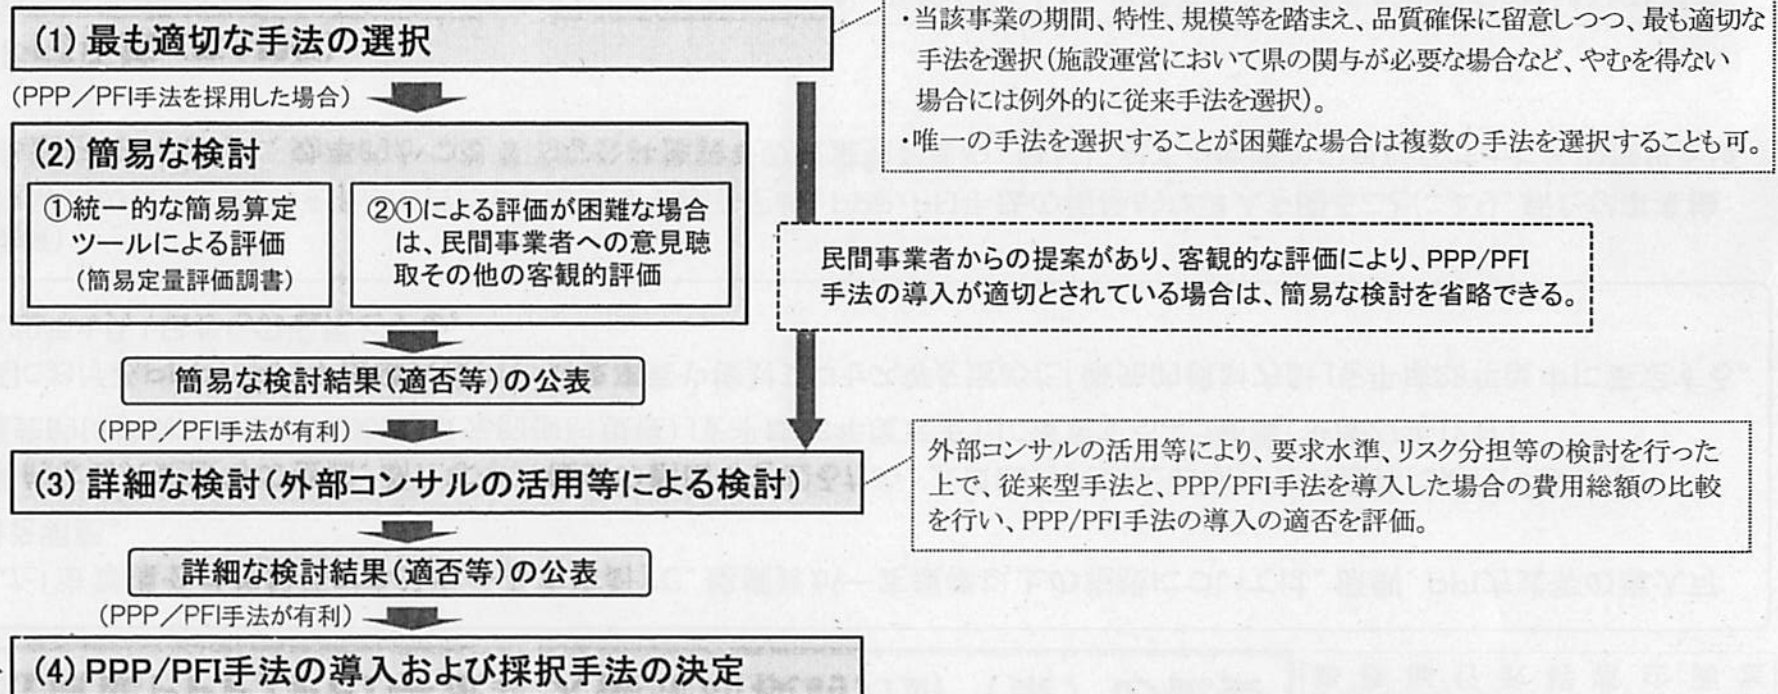 (1) 最も適切な手法の選択
・当該事業の期間、特性、規模等を踏まえ、品質確保に留意しつつ、最も適切な
手法を選択(施設運営において県の関与が必要な場合など、やむを得ない
場合には例外的に従来手法を選択)。
・唯一の手法を選択することが困難な場合は複数の手法を選択することも可。
(PPP/PFI手法を採用した場合)
(2) 簡易な検討
①統一的な簡易算定
ツールによる評価
(簡易定量評価調書)
②①による評価が困難な場合
は、民間事業者への意見聴
取その他の客観的評価
民間事業者からの提案があり、客観的な評価により、PPP/PFI
手法の導入が適切とされている場合は、簡易な検討を省略できる。
簡易な検討結果(適否等)の公表
(PPP/PFI手法が有利)
(3) 詳細な検討(外部コンサルの活用等による検討)
外部コンサルの活用等により、要求水準、リスク分担等の検討を行った
上で、従来型手法と、PPP/PFI手法を導入した場合の費用総額の比較
を行い、PPP/PFI手法の導入の適否を評価。
詳細な検討結果(適否等)の公表
(PPP/PFI手法が有利)
(4) PPP/PFI手法の導入および採択手法の決定